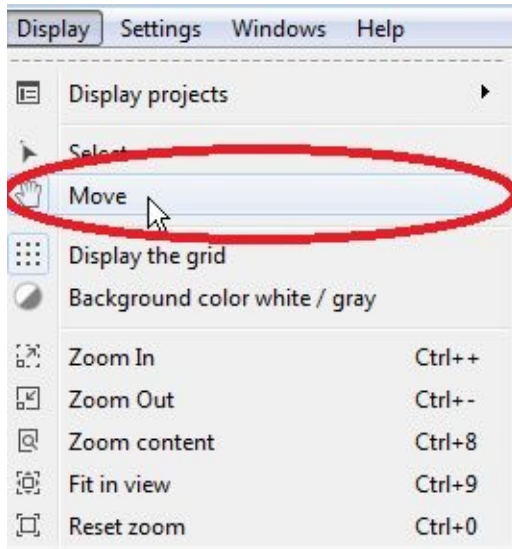 Display Settings Windows Help
Display projects
Select
Move
Display the grid
Background color white / gray
Zoom In Ctrl++
Zoom Out Ctrl+-
Zoom content Ctrl+8
Fit in view Ctrl+9
Reset zoom Ctrl+0